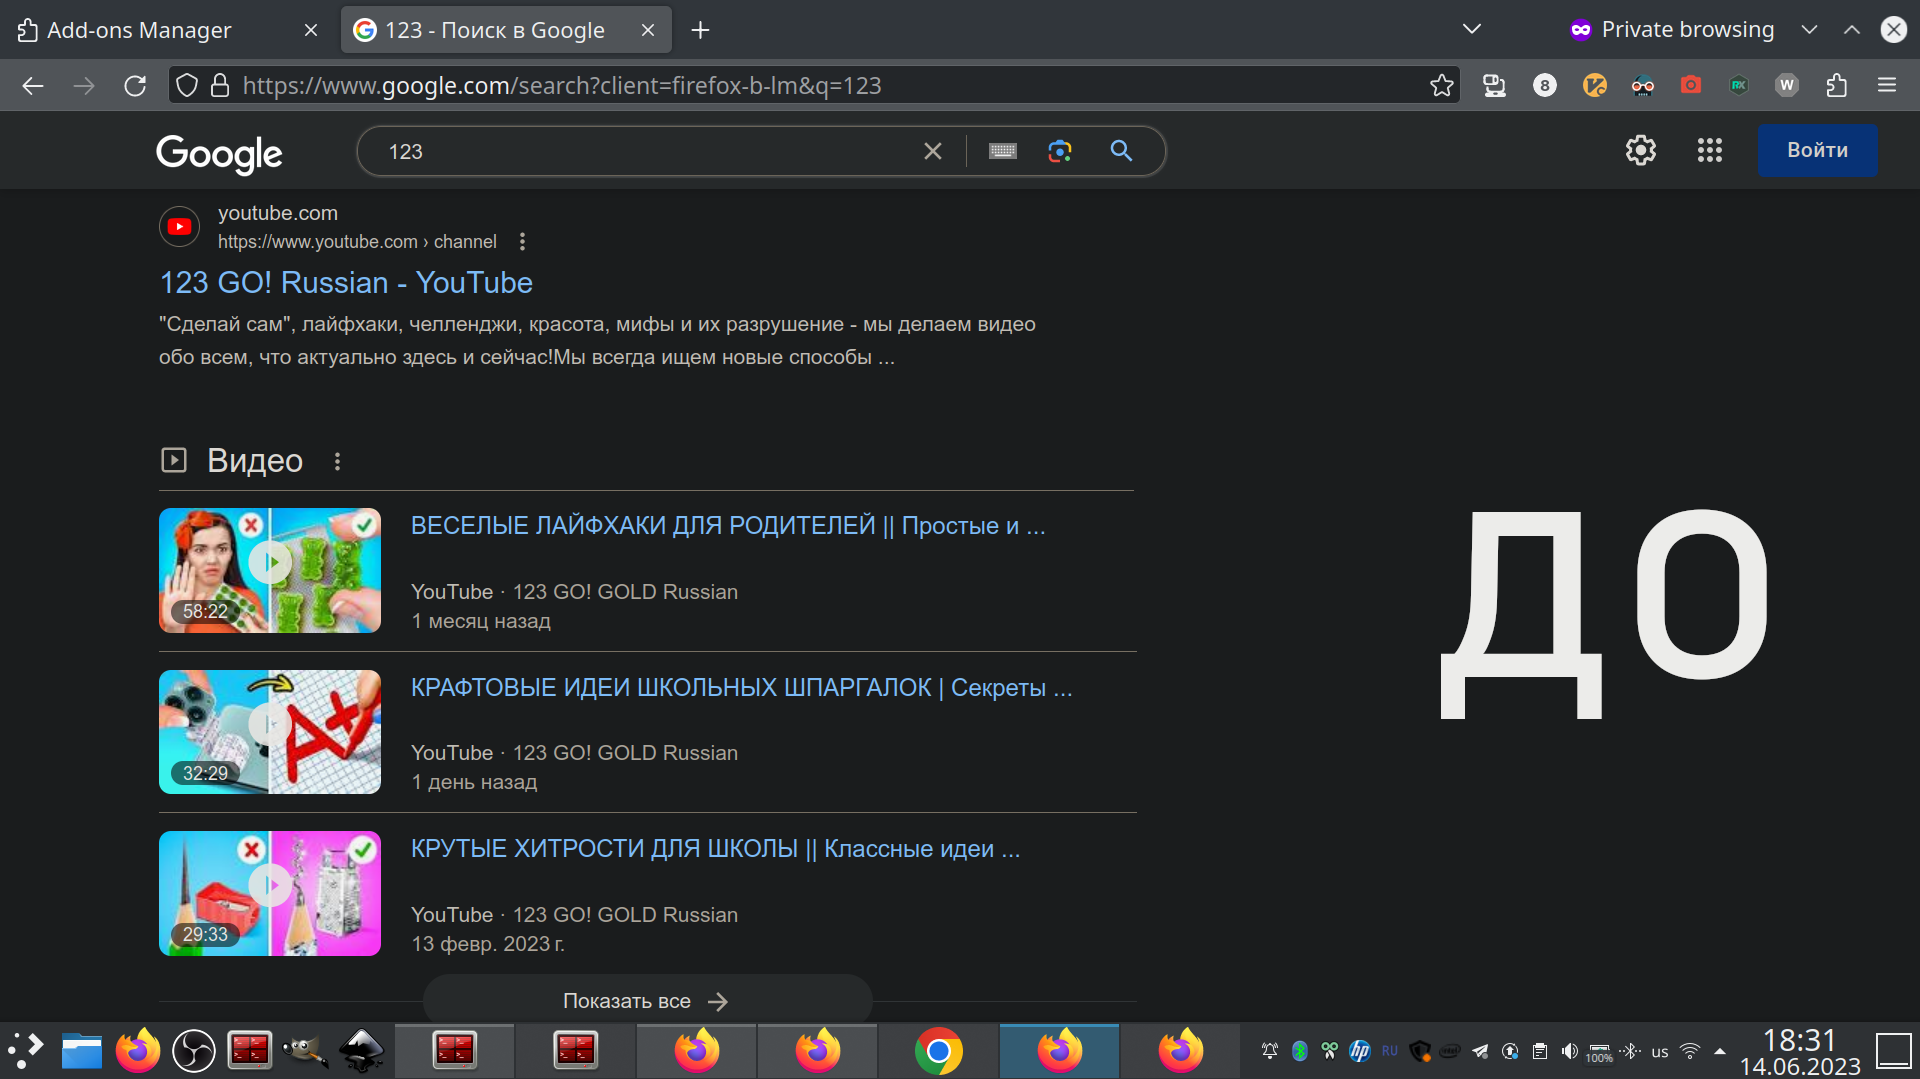 Add-ons Manager
123 - Поиск в Google
Private browsing
https://www.google.com/search?client=firefox-b-lm&q=123
Google
123
Войти
youtube.com
https://www.youtube.com › channel
123 GO! Russian - YouTube
"Сделай сам", лайфхаки, челленджи, красота, мифы и их разрушение - мы делаем видео
обо всем, что актуально здесь и сейчас!Мы всегда ищем новые способы ...
Видео
58:22
ВЕСЕЛЫЕ ЛАЙФХАКИ ДЛЯ РОДИТЕЛЕЙ || Простые и ...
YouTube · 123 GO! GOLD Russian
1 месяц назад
до
A+
32:29
КРАФТОВЫЕ ИДЕИ ШКОЛЬНЫХ ШПАРГАЛОК | Секреты ...
YouTube · 123 GO! GOLD Russian
1 день назад
29:33
КРУТЫЕ ХИТРОСТИ ДЛЯ ШКОЛЫ || Классные идеи ...
YouTube · 123 GO! GOLD Russian
13 февр. 2023 г.
Показать все
hp
RU
100%
us
18:31
14.06.2023